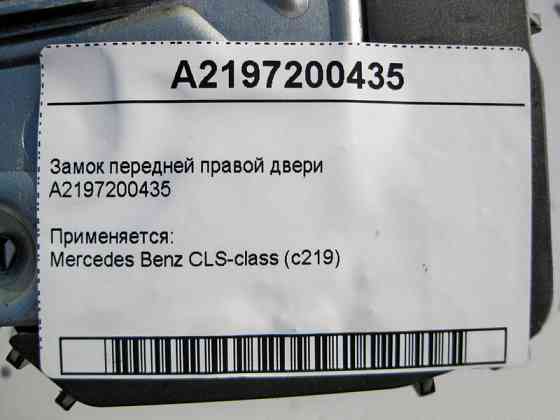 A2197200435
Замок передней правой двери
A2197200435
Применяется:
Mercedes Benz CLS-class (c219)